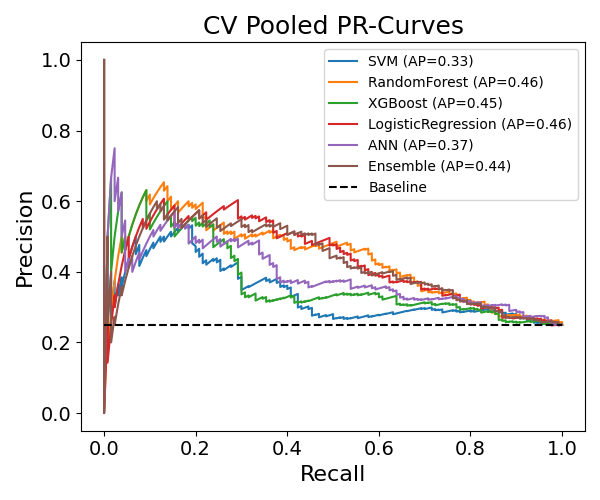 CV Pooled PR-Curves
SVM (AP=0.33)
RandomForest (AP=0.46)
XGBoost (AP=0.45)
LogisticRegression (AP=0.46)
ANN (AP=0.37)
Ensemble (AP=0.44)
Baseline
Precision
1.0
0.8
0.6
0.4
0.2
0.0
0.0 0.2 0.4 0.6 0.8 1.0
Recall